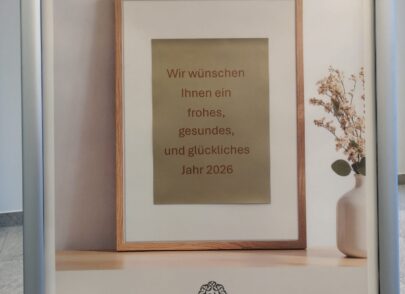 Wir wünschen
Ihnen ein
frohes,
gesundes,
und glückliches
Jahr 2026